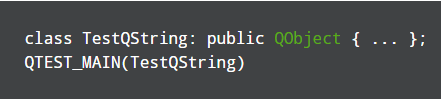 class TestQString: public QObject { ... };
QTEST_MAIN(TestQString)